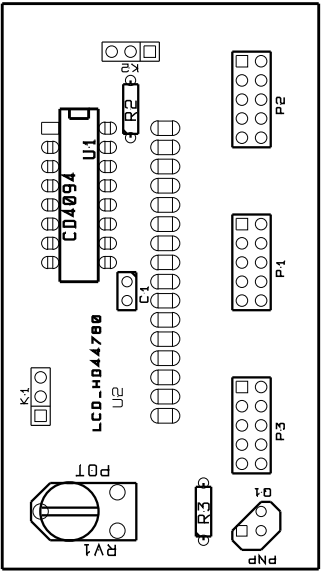 K2
R2
P2
U1
CD4094
P1
C1
LCD_HD44780
U2
K1
P3
POT
R3
Q1
RV1
PNP